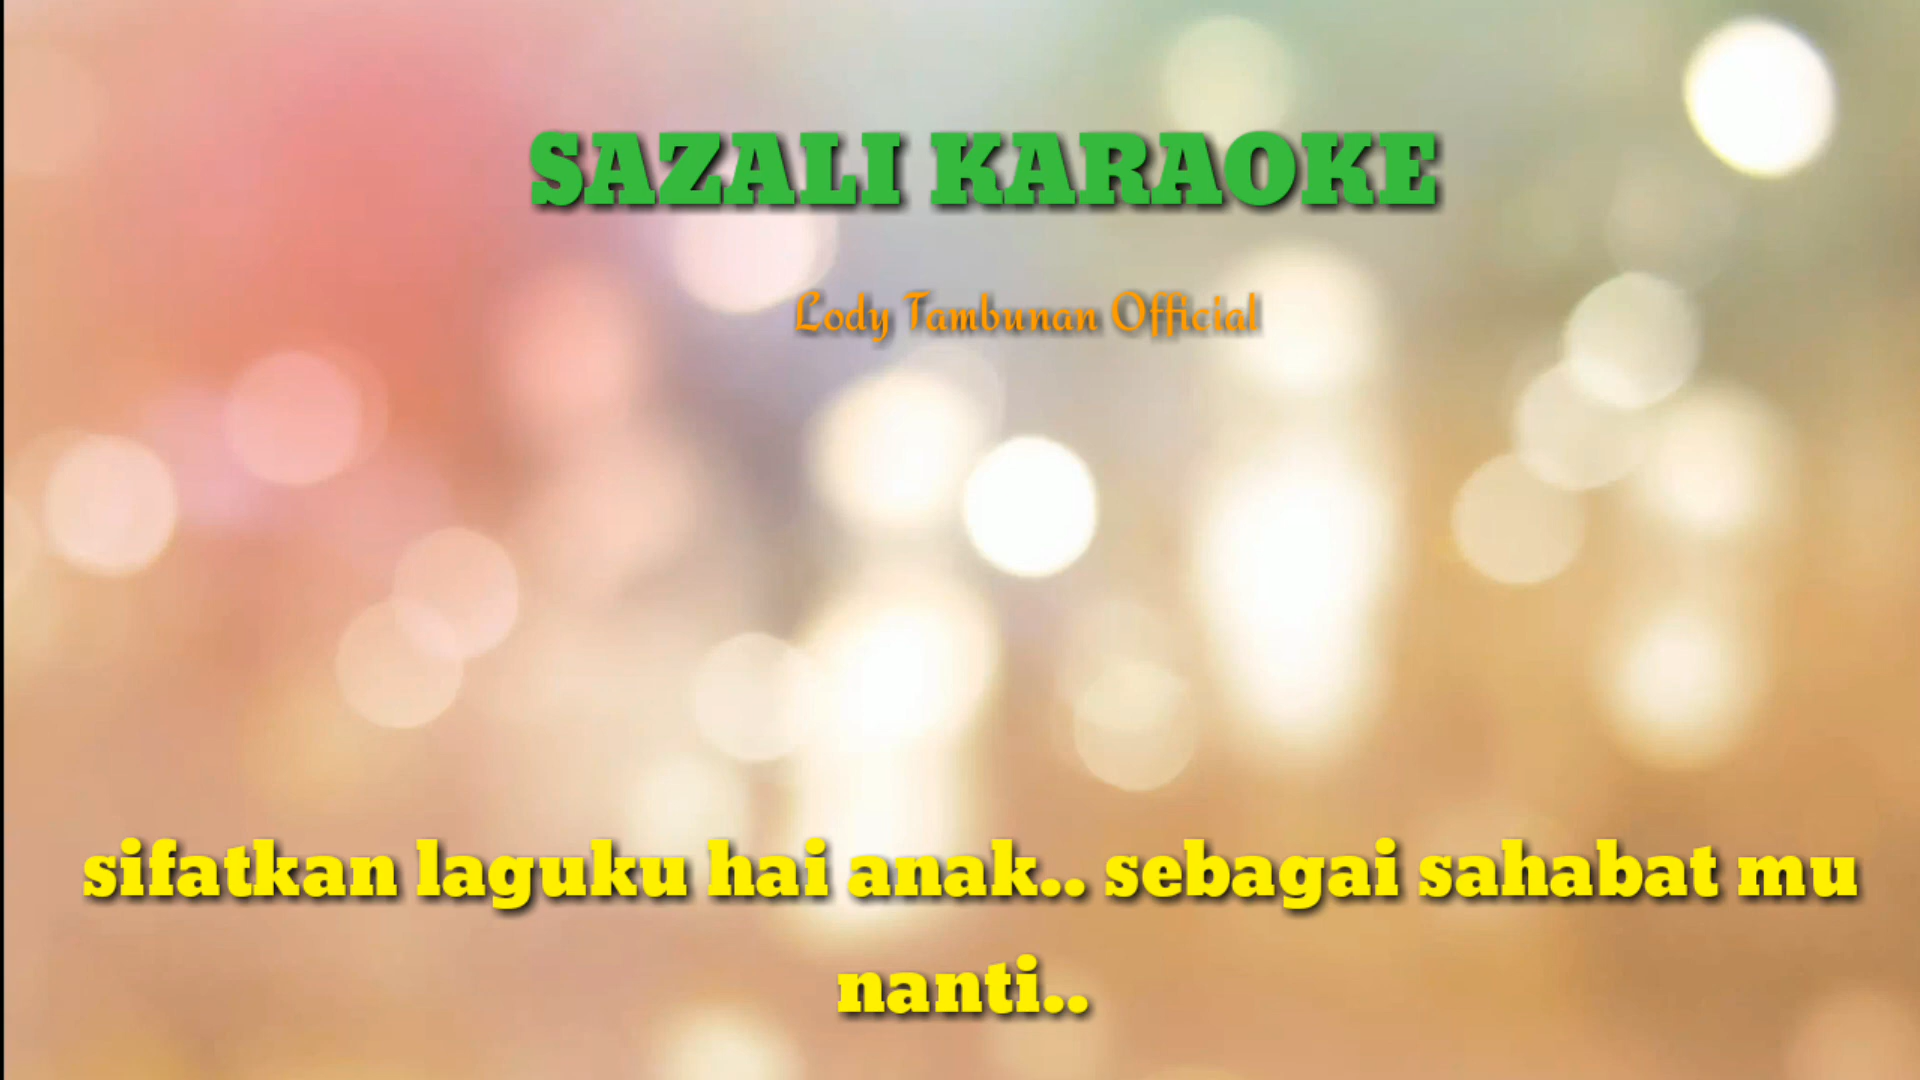 SAZALI KARAOKE
Lody Tambunan Official
sifatkan laguku hai anak.. sebagai sahabat mu
nanti..